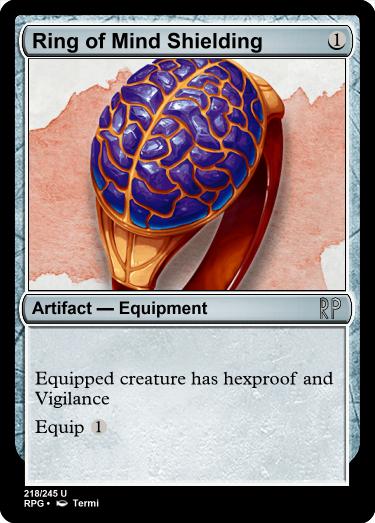 Ring of Mind Shielding 1
Artifact — Equipment RP
Equipped creature has hexproof and
Vigilance
Equip 1
218/245 U
RPG • Termi